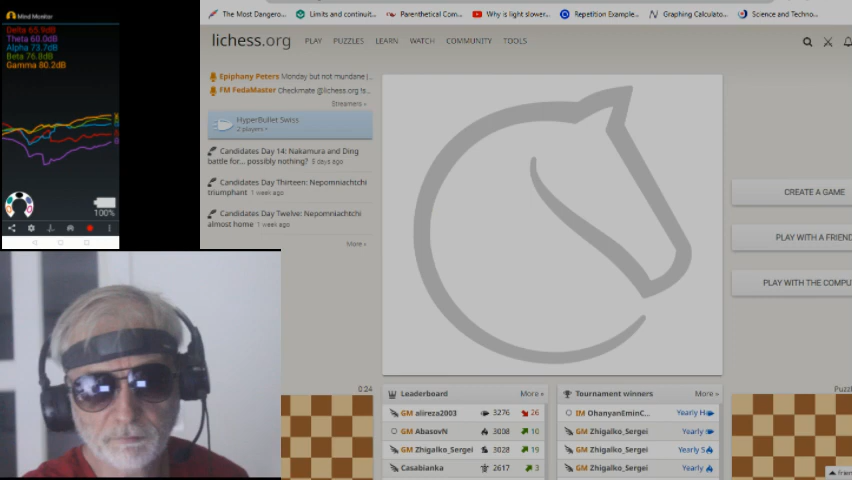 Mind Monitor
Delta 65.9dB
Theta 60.0dB
Alpha 73.7dB
Beta 76.8dB
Gamma 80.2dB
100%
The Most Dangero...
Limits and continuit...
Parenthetical Com...
Why is light slower...
Repetition Example...
Graphing Calculato...
Science and Techno...
lichess.org
PLAY
PUZZLES
LEARN
WATCH
COMMUNITY
TOOLS
Epiphany Peters Monday but not mundane |...
FM FedaMaster Checkmate @lichess.org !s...
Streamers »
HyperBullet Swiss
2 players •
Candidates Day 14: Nakamura and Ding
battle for... possibly nothing? 5 days ago
Candidates Day Thirteen: Nepomniachtchi
triumphant 1 week ago
Candidates Day Twelve: Nepomniachtchi
almost home 1 week ago
More »
CREATE A GAME
PLAY WITH A FRIEND
PLAY WITH THE COMPU
0:24
Leaderboard More »
GM alireza2003 3276 26
GM AbasovN 3008 10
GM Zhigalko_Sergei 3028 19
Casabianka 2617 3
Tournament winners More »
IM OhanyanEminC... Yearly H
GM Zhigalko_Sergei Yearly
GM Zhigalko_Sergei Yearly S
GM Zhigalko_Sergei Yearly
Puzzl
frien